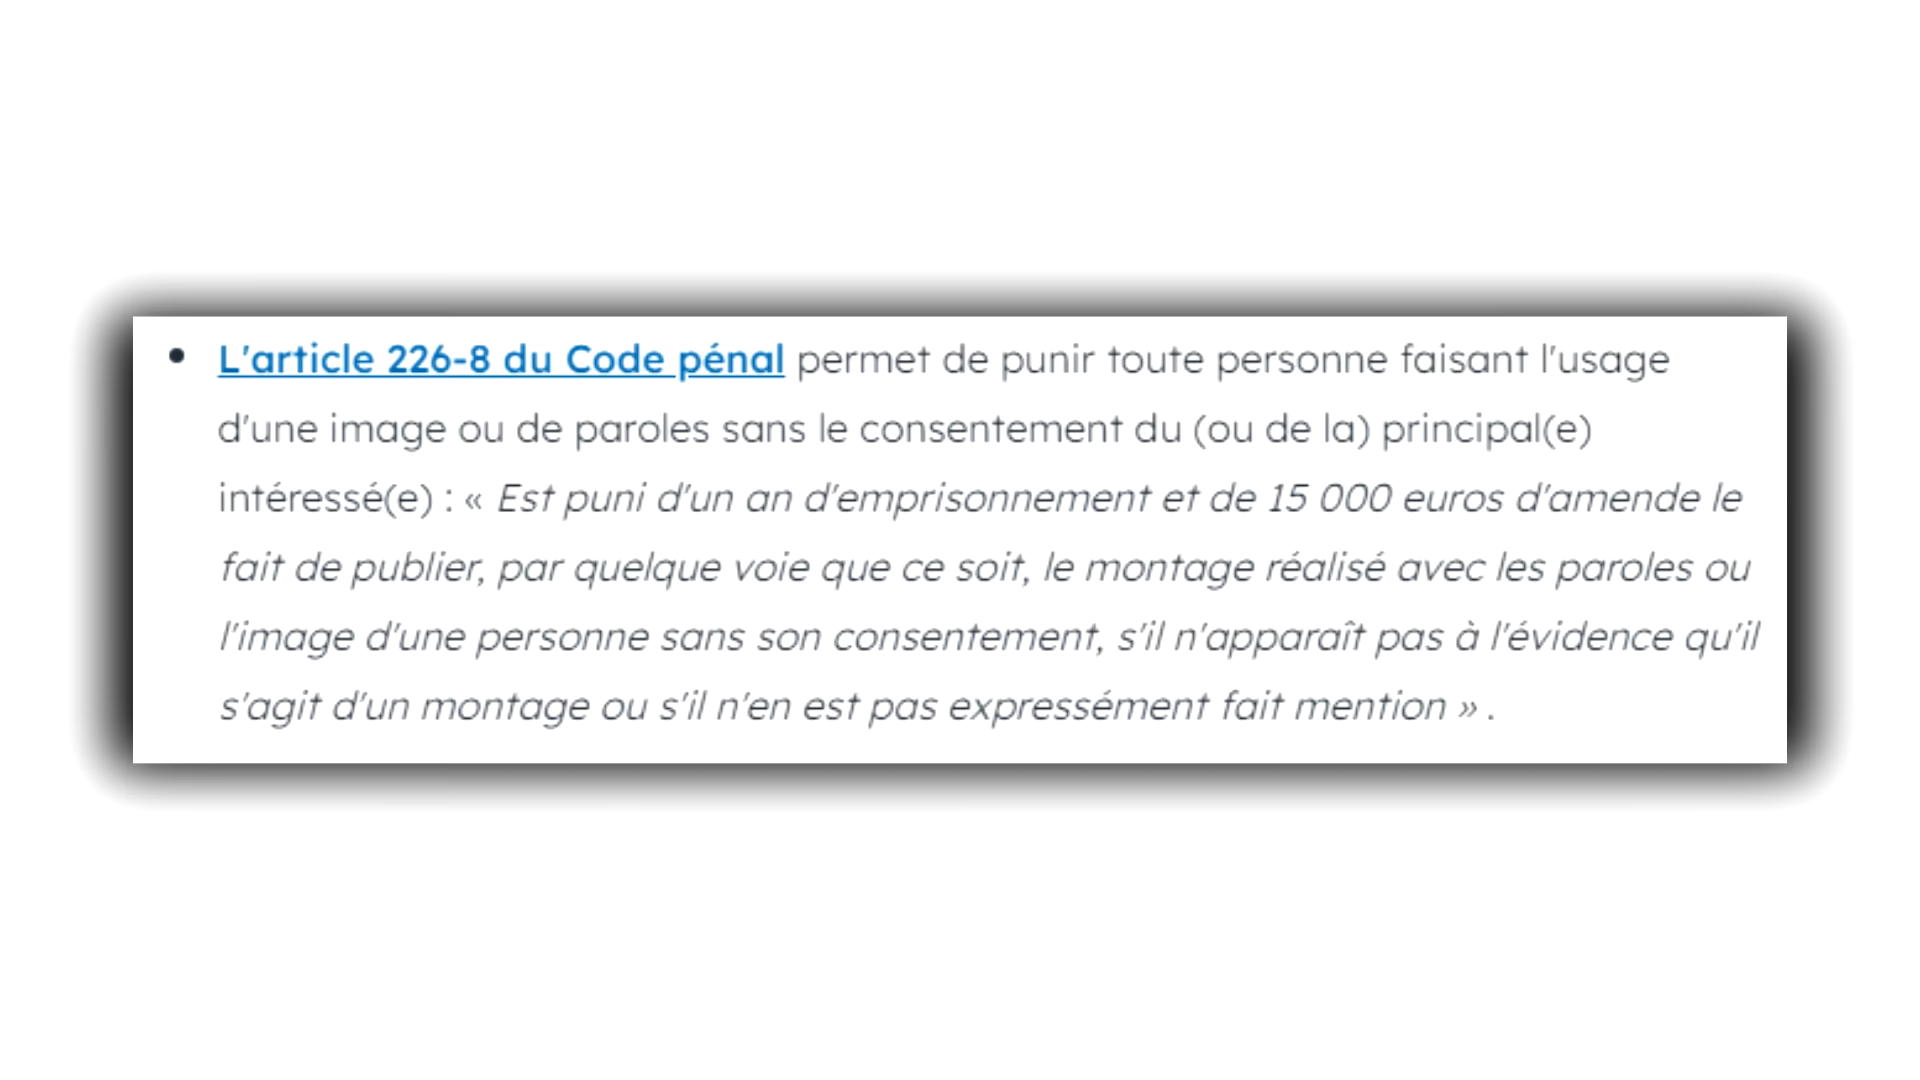 • L'article 226-8 du Code pénal permet de punir toute personne faisant l'usage
d'une image ou de paroles sans le consentement du (ou de la) principal(e)
intéressé(e) : « Est puni d'un an d'emprisonnement et de 15 000 euros d'amende le
fait de publier, par quelque voie que ce soit, le montage réalisé avec les paroles ou
l'image d'une personne sans son consentement, s'il n'apparaît pas à l'évidence qu'il
s'agit d'un montage ou s'il n'en est pas expressément fait mention » .